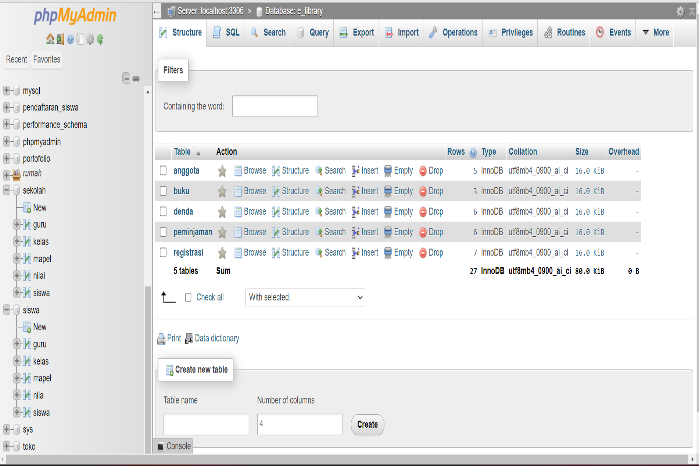 phpMyAdmin
Server: localhost:3306 » Database: e_library
Structure SQL Search Query Export Import Operations Privileges Routines Events More
Recent Favorites
mysql
pendaftaran_siswa
performance_schema
phpmyadmin
portofolio
rumah
sekolah
New
guru
kelas
mapel
nilai
siswa
siswa
New
guru
kelas
mapel
nila
siswa
sys
toko
Filters
Containing the word:
Table Action Rows Type Collation Size Overhead
anggota Browse Structure Search Insert Empty Drop 5 InnoDB utf8mb4_0900_ai_ci 16.0 KiB -
buku Browse Structure Search Insert Empty Drop 3 InnoDB utf8mb4_0900_ai_ci 16.0 KiB -
denda Browse Structure Search Insert Empty Drop 6 InnoDB utf8mb4_0900_ai_ci 16.0 KiB -
peminjaman Browse Structure Search Insert Empty Drop 6 InnoDB utf8mb4_0900_ai_ci 16.0 KiB -
registrasi Browse Structure Search Insert Empty Drop 7 InnoDB utf8mb4_0900_ai_ci 16.0 KiB -
5 tables Sum 27 InnoDB utf8mb4_0900_ai_ci 80.0 KiB 0 B
Check all With selected:
Print Data dictionary
Create new table
Table name Number of columns
4 Create
Console